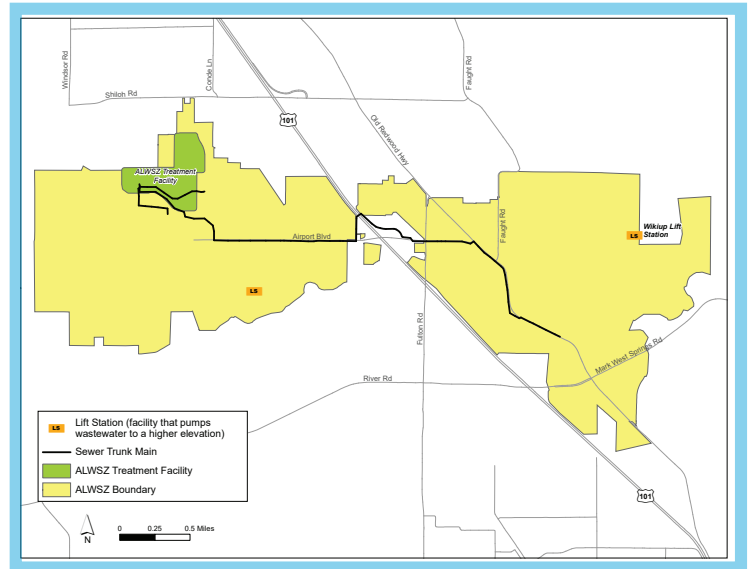 Windsor Rd
Conde Ln
Faught Rd
Shiloh Rd
101
Old Redwood Hwy
ALWSZ Treatment
Facility
Faught Rd
Wikiup Lift
Station
LS
Airport Blvd
LS
Fulton Rd
Mark West Springs Rd
River Rd
LS
Lift Station (facility that pumps
wastewater to a higher elevation)
Sewer Trunk Main
ALWSZ Treatment Facility
ALWSZ Boundary
101
N
0 0.25 0.5 Miles